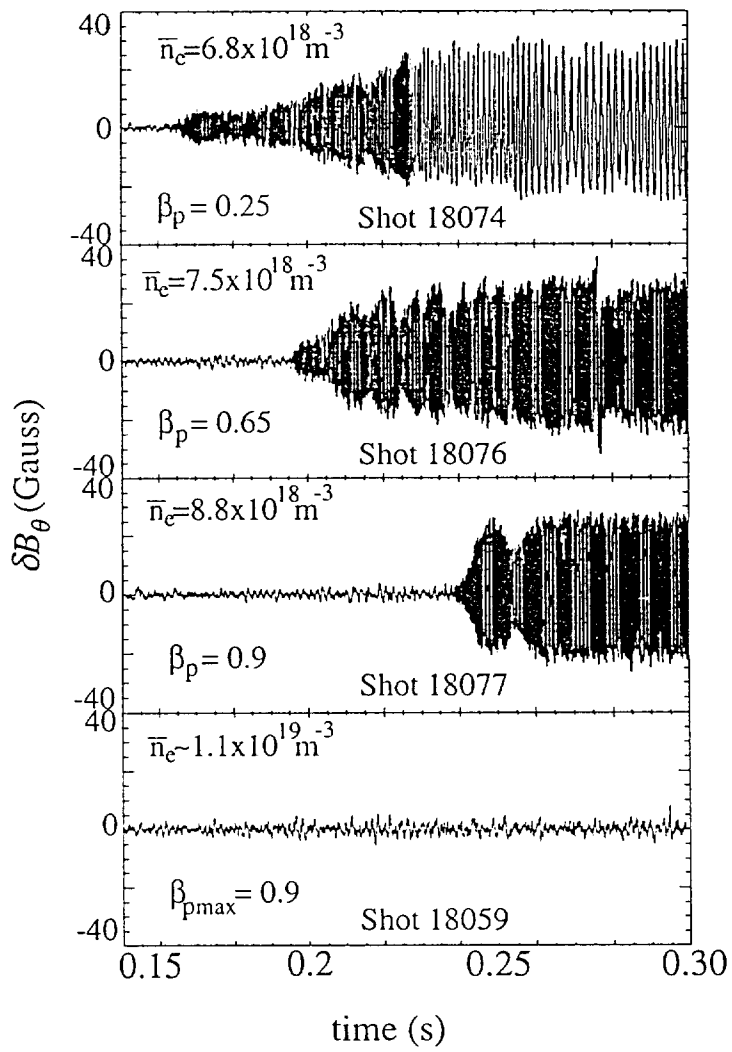 40
n̅c=6.8x10¹⁸m⁻³
0
βp = 0.25
Shot 18074
-40
40
n̅c=7.5x10¹⁸m⁻³
0
βp = 0.65
Shot 18076
-40
δBθ (Gauss)
40
n̅e=8.8x10¹⁸m⁻³
0
βp = 0.9
Shot 18077
-40
40
n̅e~1.1x10¹⁹m⁻³
0
βpmax = 0.9
Shot 18059
-40
0.15 0.2 0.25 0.30
time (s)